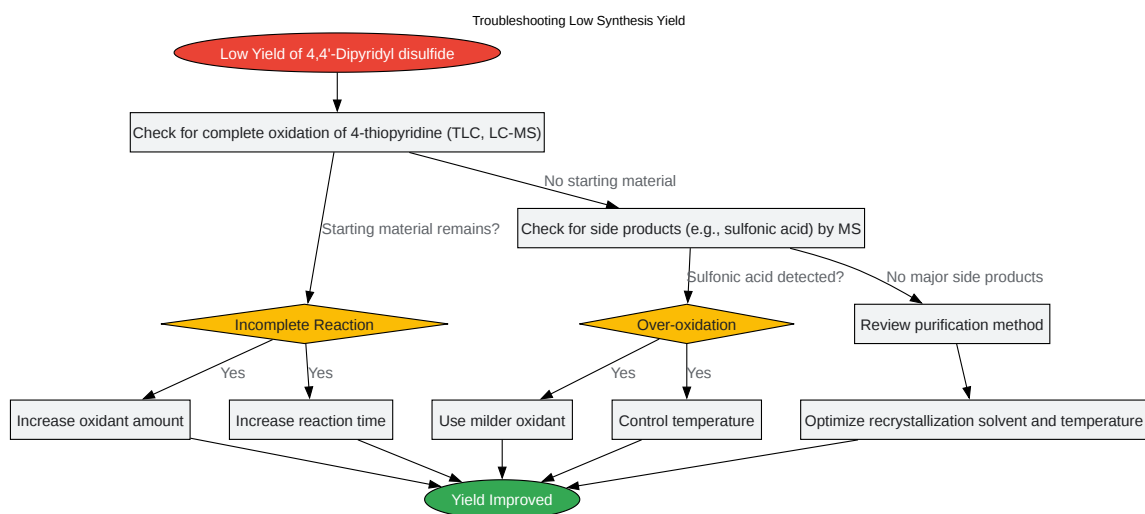 Troubleshooting Low Synthesis Yield
Low Yield of 4,4'-Dipyridyl disulfide
Check for complete oxidation of 4-thiopyridine (TLC, LC-MS)
No starting material
Starting material remains?
Check for side products (e.g., sulfonic acid) by MS
Sulfonic acid detected?
No major side products
Incomplete Reaction
Over-oxidation
Review purification method
Yes
Yes
Yes
Yes
Increase oxidant amount
Increase reaction time
Use milder oxidant
Control temperature
Optimize recrystallization solvent and temperature
Yield Improved